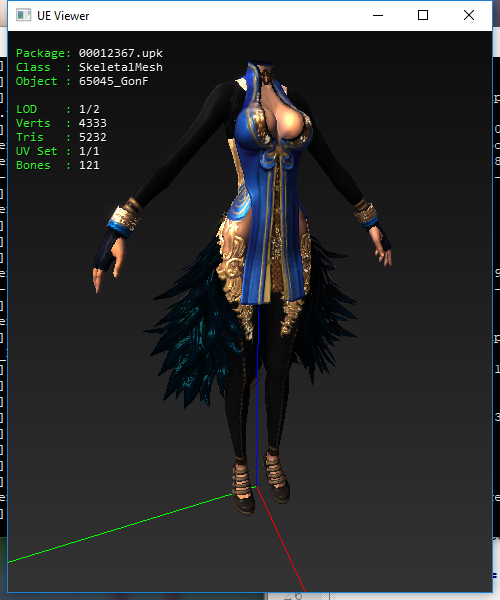 UE Viewer
Package: 00012367.upk
Class : SkeletalMesh
Object : 65045_GonF
LOD : 1/2
Verts : 4333
Tris : 5232
UV Set : 1/1
Bones : 121